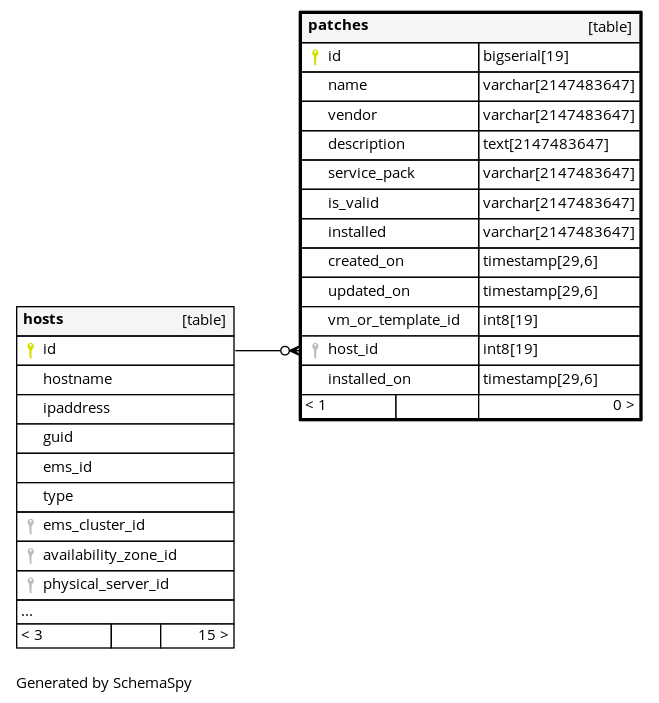 patches [table]
id bigserial[19]
name varchar[2147483647]
vendor varchar[2147483647]
description text[2147483647]
service_pack varchar[2147483647]
is_valid varchar[2147483647]
installed varchar[2147483647]
created_on timestamp[29,6]
updated_on timestamp[29,6]
vm_or_template_id int8[19]
host_id int8[19]
installed_on timestamp[29,6]
< 1 0 >
hosts [table]
id
hostname
ipaddress
guid
ems_id
type
ems_cluster_id
availability_zone_id
physical_server_id
...
< 3 15 >
Generated by SchemaSpy